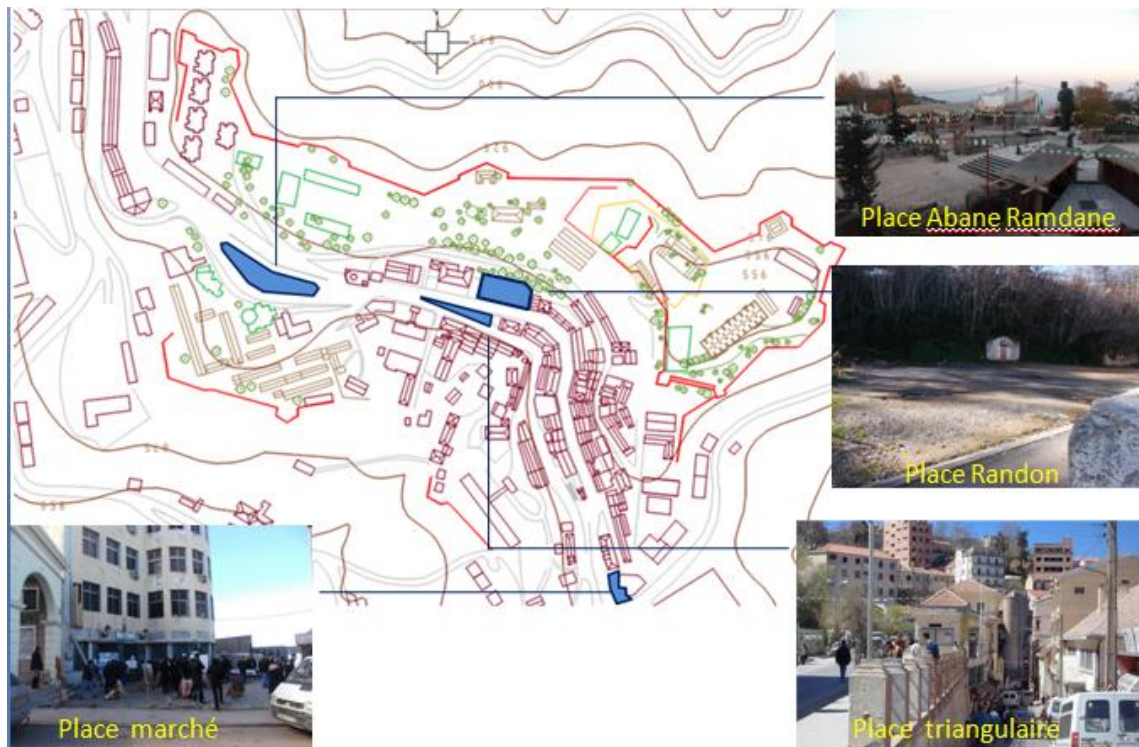 Place Abane Ramdane
Place Randon
Place marché
Place triangulaire